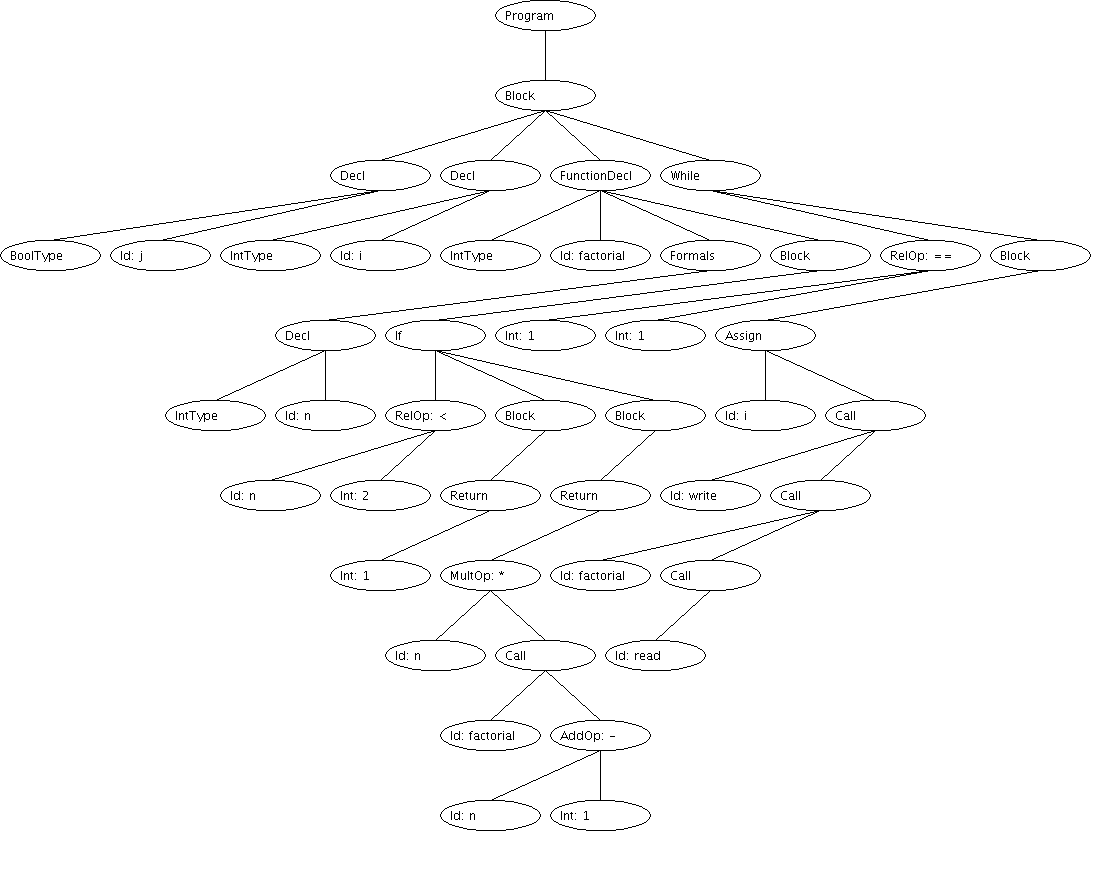 Program
Block
Decl
Decl
FunctionDecl
While
BoolType
Id: j
IntType
Id: i
IntType
Id: factorial
Formals
Block
RelOp: ==
Block
Decl
If
Int: 1
Int: 1
Assign
IntType
Id: n
RelOp: <
Block
Block
Id: i
Call
Id: n
Int: 2
Return
Return
Id: write
Call
Int: 1
MultOp: *
Id: factorial
Call
Id: n
Call
Id: read
Id: factorial
AddOp: -
Id: n
Int: 1